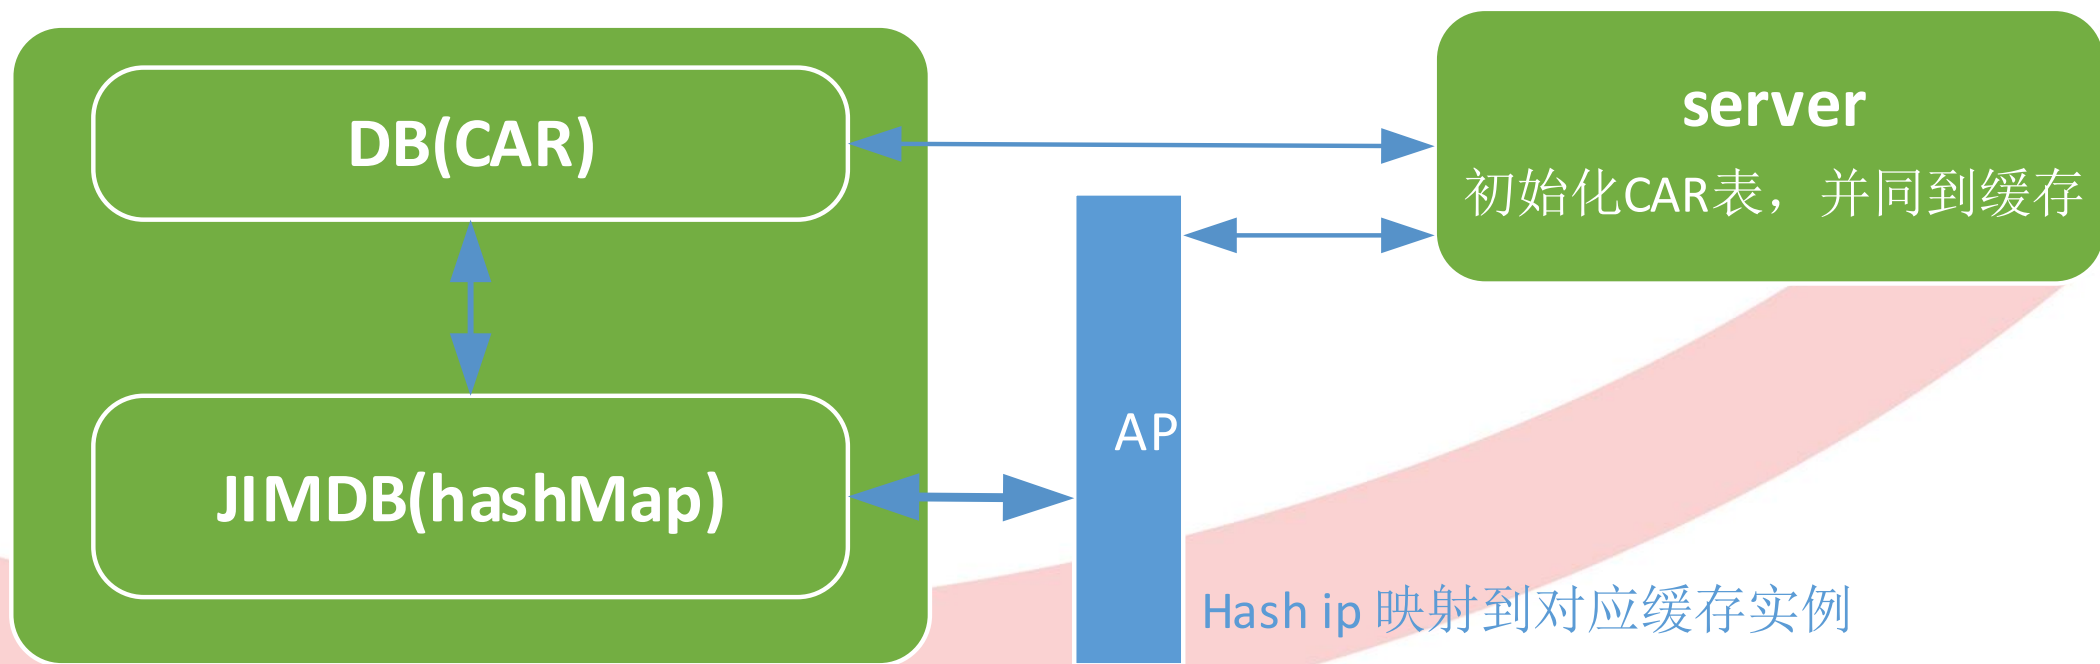 DB(CAR)
server
初始化CAR表，并同到缓存
AP
JIMDB(hashMap)
Hash ip 映射到对应缓存实例